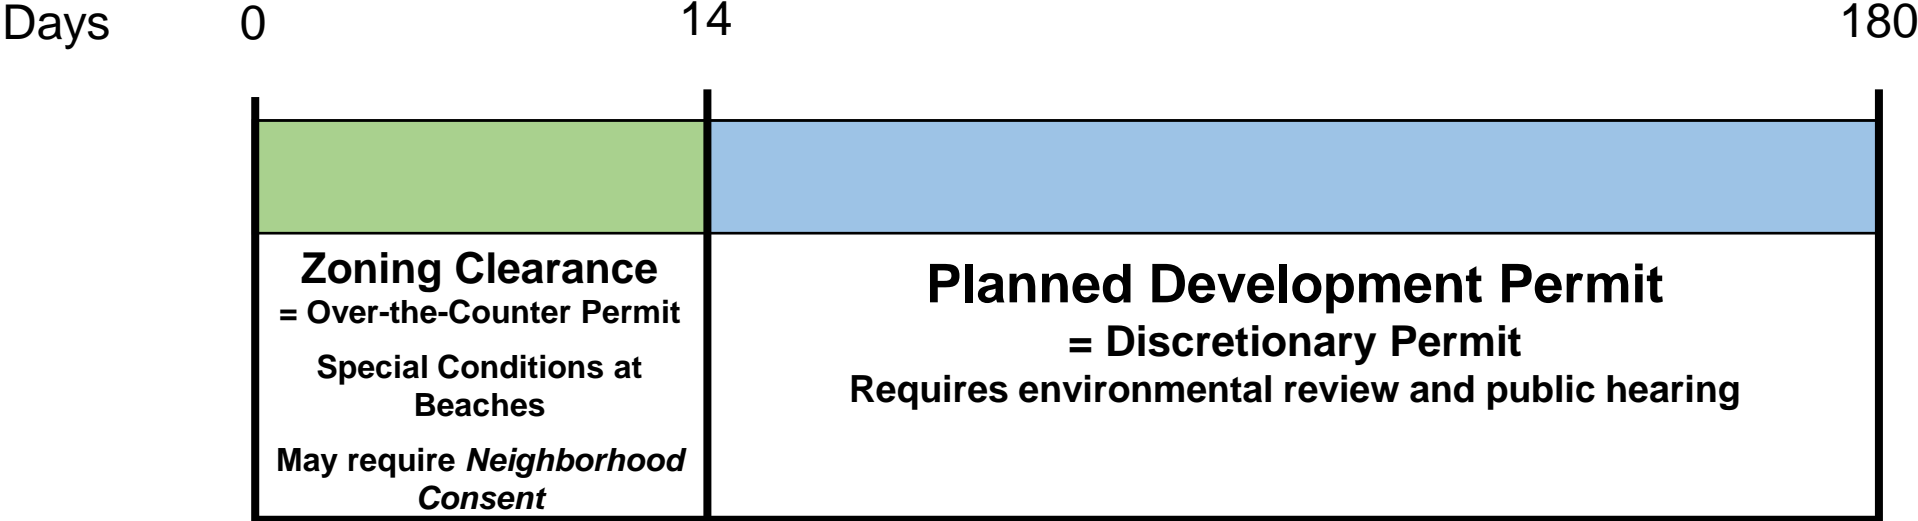 Days 0 14 180
Zoning Clearance
= Over-the-Counter Permit
Special Conditions at
Beaches
May require Neighborhood
Consent
Planned Development Permit
= Discretionary Permit
Requires environmental review and public hearing